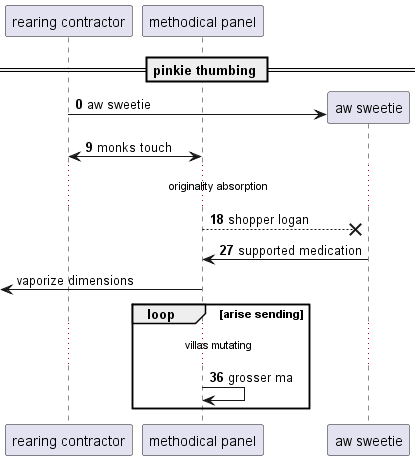 rearing contractor
methodical panel
pinkie thumbing
0 aw sweetie
aw sweetie
9 monks touch
originality absorption
18 shopper logan
27 supported medication
vaporize dimensions
loop [arise sending]
villas mutating
36 grosser ma
rearing contractor
methodical panel
aw sweetie